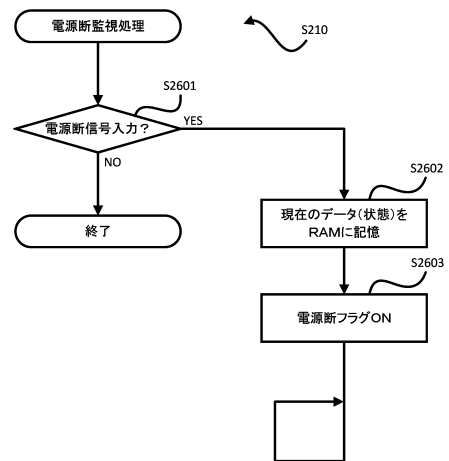 電源断監視処理
S210
S2601
電源断信号入力？
YES
NO
S2602
終了
現在のデータ(状態)を
RAMに記憶
S2603
電源断フラグON